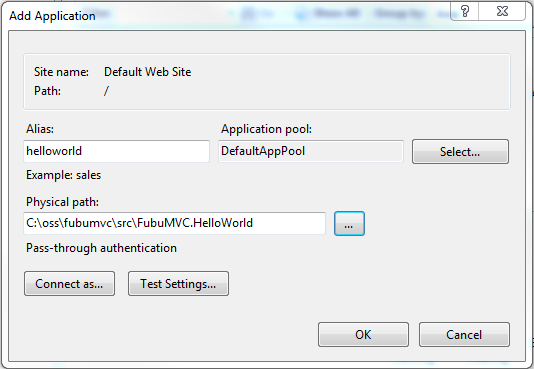 Add Application
Site name: Default Web Site
Path: /
Alias: Application pool:
helloworld DefaultAppPool Select...
Example: sales
Physical path:
C:\oss\fubumvc\src\FubuMVC.HelloWorld ...
Pass-through authentication
Connect as... Test Settings...
OK Cancel